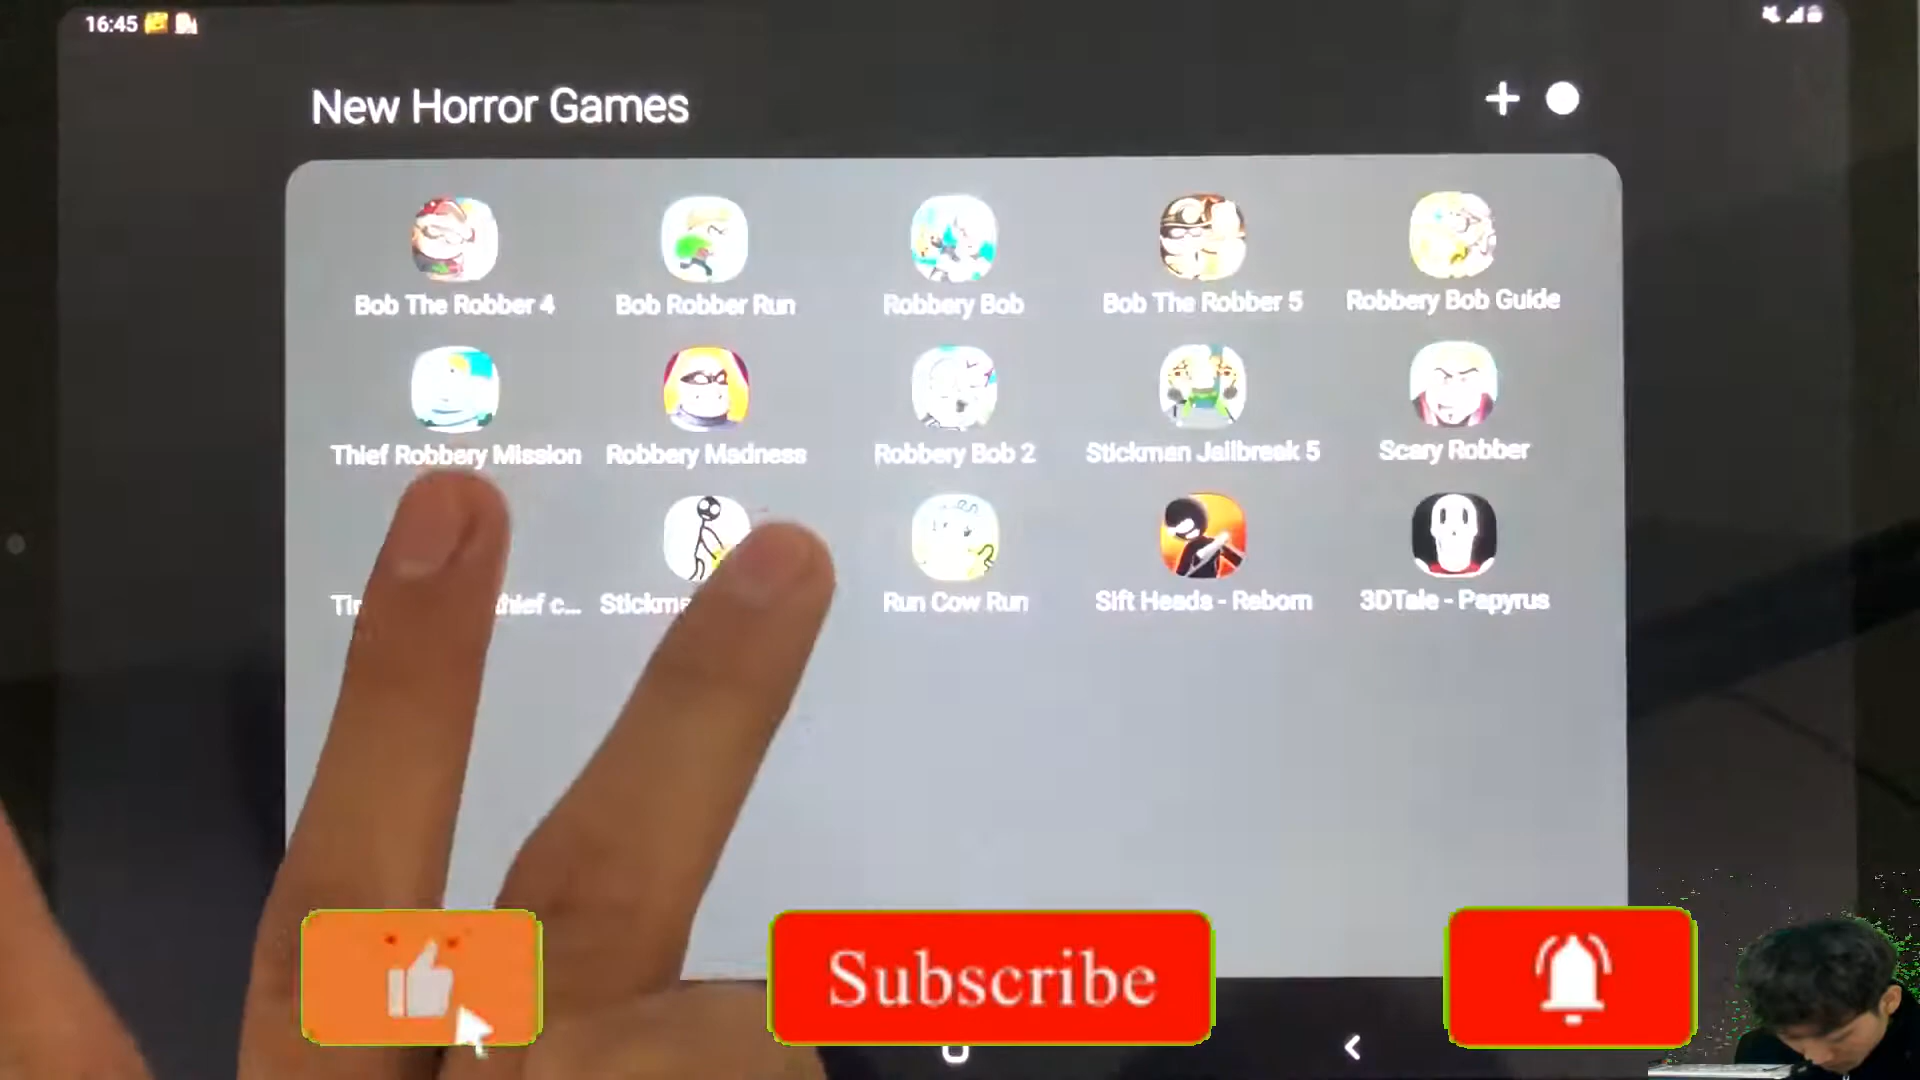 16:45
New Horror Games
Bob The Robber 4
Bob Robber Run
Robbery Bob
Bob The Robber 5
Robbery Bob Guide
Thief Robbery Mission
Robbery Madness
Robbery Bob 2
Stickman Jailbreak 5
Scary Robber
thief c...
Run Cow Run
Sift Heads - Reborn
3DTale - Papyrus
Subscribe